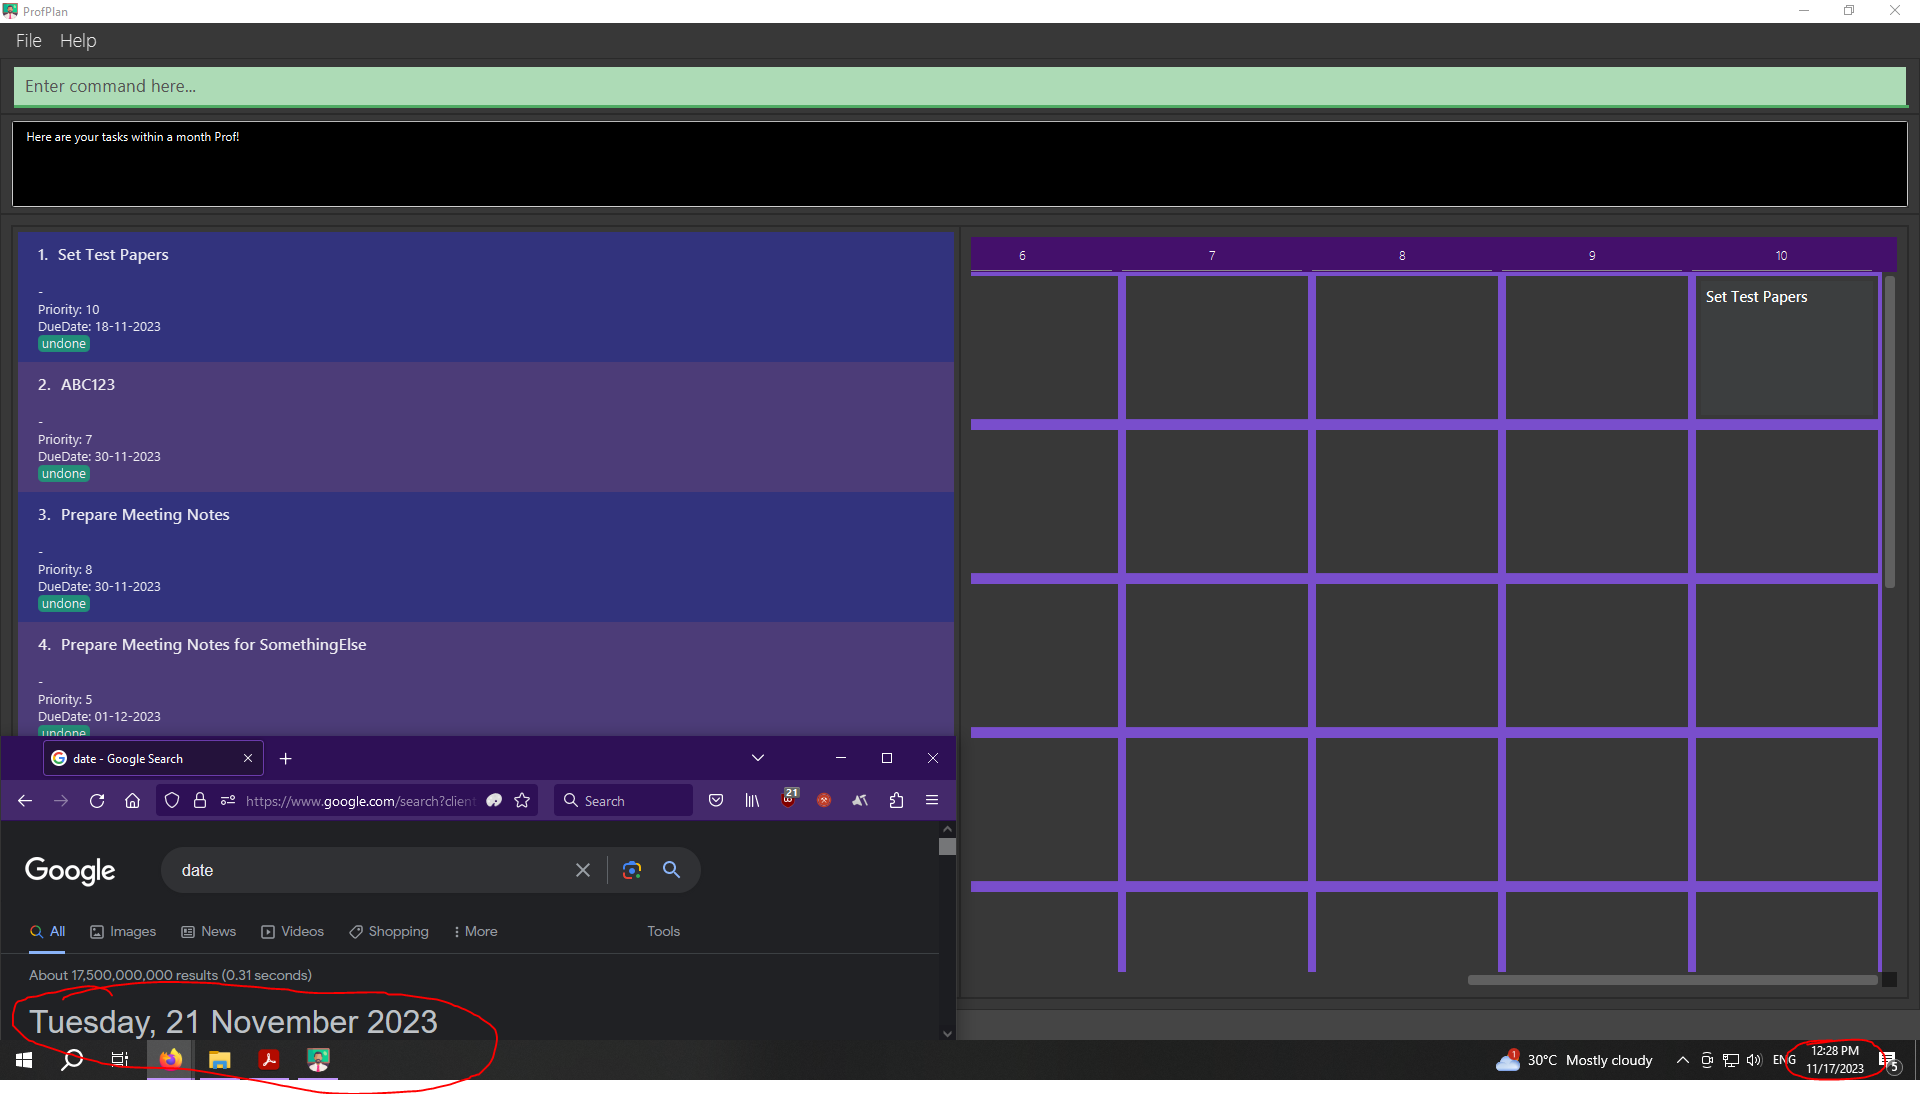 ProfPlan
File Help
Enter command here...
Here are your tasks within a month Prof!
1. Set Test Papers
-
Priority: 10
DueDate: 18-11-2023
undone
2. ABC123
-
Priority: 7
DueDate: 30-11-2023
undone
3. Prepare Meeting Notes
-
Priority: 8
DueDate: 30-11-2023
undone
4. Prepare Meeting Notes for SomethingElse
-
Priority: 5
DueDate: 01-12-2023
undone
6 7 8 9 10
Set Test Papers
date - Google Search
https://www.google.com/search?client
Search
21
Google
date
All Images News Videos Shopping More Tools
About 17,500,000,000 results (0.31 seconds)
Tuesday, 21 November 2023
1
30°C Mostly cloudy
ENG
12:28 PM
11/17/2023
5